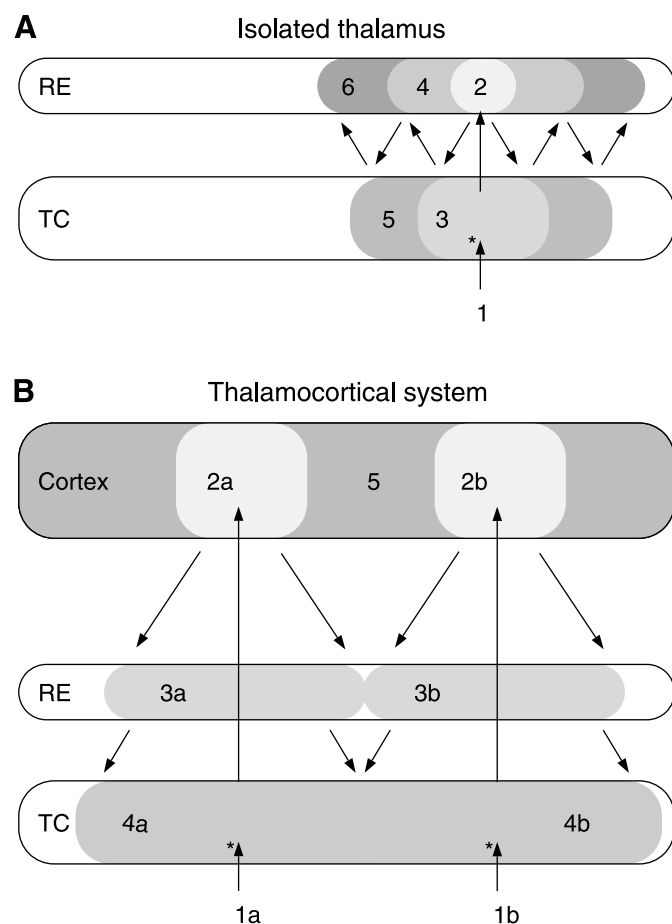 A Isolated thalamus
RE 6 4 2
TC 5 3
*
1
B Thalamocortical system
Cortex 2a 5 2b
RE 3a 3b
TC 4a 4b
* *
1a 1b